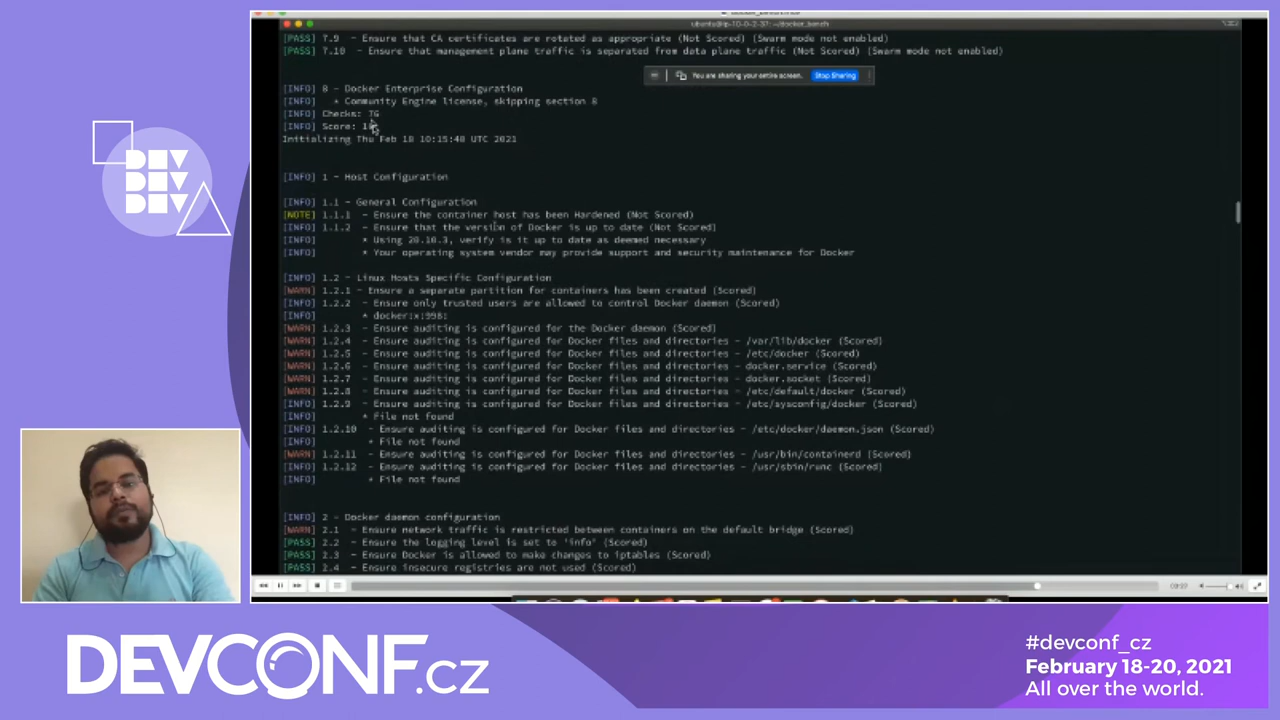 ubuntu@ip-10-0-2-37: ~/docker_bench
[PASS] 7.9 - Ensure that CA certificates are rotated as appropriate (Not Scored) (Swarm mode not enabled)
[PASS] 7.10 - Ensure that management plane traffic is separated from data plane traffic (Not Scored) (Swarm mode not enabled)
You are sharing your entire screen. Stop Sharing
[INFO] 8 - Docker Enterprise Configuration
[INFO] * Community Engine license, skipping section 8
[INFO] Checks: 76
[INFO] Score:
Initializing Thu Feb 18 10:15:48 UTC 2021
[INFO] 1 - Host Configuration
[INFO] 1.1 - General Configuration
[NOTE] 1.1.1 - Ensure the container host has been Hardened (Not Scored)
[INFO] 1.1.2 - Ensure that the version of Docker is up to date (Not Scored)
[INFO] * Using 20.10.3, verify is it up to date as deemed necessary
[INFO] * Your operating system vendor may provide support and security maintenance for Docker
[INFO] 1.2 - Linux Hosts Specific Configuration
[WARN] 1.2.1 - Ensure a separate partition for containers has been created (Scored)
[INFO] 1.2.2 - Ensure only trusted users are allowed to control Docker daemon (Scored)
[INFO] * docker:x:998:
[WARN] 1.2.3 - Ensure auditing is configured for the Docker daemon (Scored)
[WARN] 1.2.4 - Ensure auditing is configured for Docker files and directories - /var/lib/docker (Scored)
[WARN] 1.2.5 - Ensure auditing is configured for Docker files and directories - /etc/docker (Scored)
[WARN] 1.2.6 - Ensure auditing is configured for Docker files and directories - docker.service (Scored)
[WARN] 1.2.7 - Ensure auditing is configured for Docker files and directories - docker.socket (Scored)
[WARN] 1.2.8 - Ensure auditing is configured for Docker files and directories - /etc/default/docker (Scored)
[INFO] 1.2.9 - Ensure auditing is configured for Docker files and directories - /etc/sysconfig/docker (Scored)
[INFO] * File not found
[INFO] 1.2.10 - Ensure auditing is configured for Docker files and directories - /etc/docker/daemon.json (Scored)
[INFO] * File not found
[WARN] 1.2.11 - Ensure auditing is configured for Docker files and directories - /usr/bin/containerd (Scored)
[INFO] 1.2.12 - Ensure auditing is configured for Docker files and directories - /usr/sbin/runc (Scored)
[INFO] * File not found
[INFO] 2 - Docker daemon configuration
[WARN] 2.1 - Ensure network traffic is restricted between containers on the default bridge (Scored)
[PASS] 2.2 - Ensure the logging level is set to 'info' (Scored)
[PASS] 2.3 - Ensure Docker is allowed to make changes to iptables (Scored)
[PASS] 2.4 - Ensure insecure registries are not used (Scored)
DEV
DEV
DEVCONF.cz
#devconf_cz
February 18-20, 2021
All over the world.